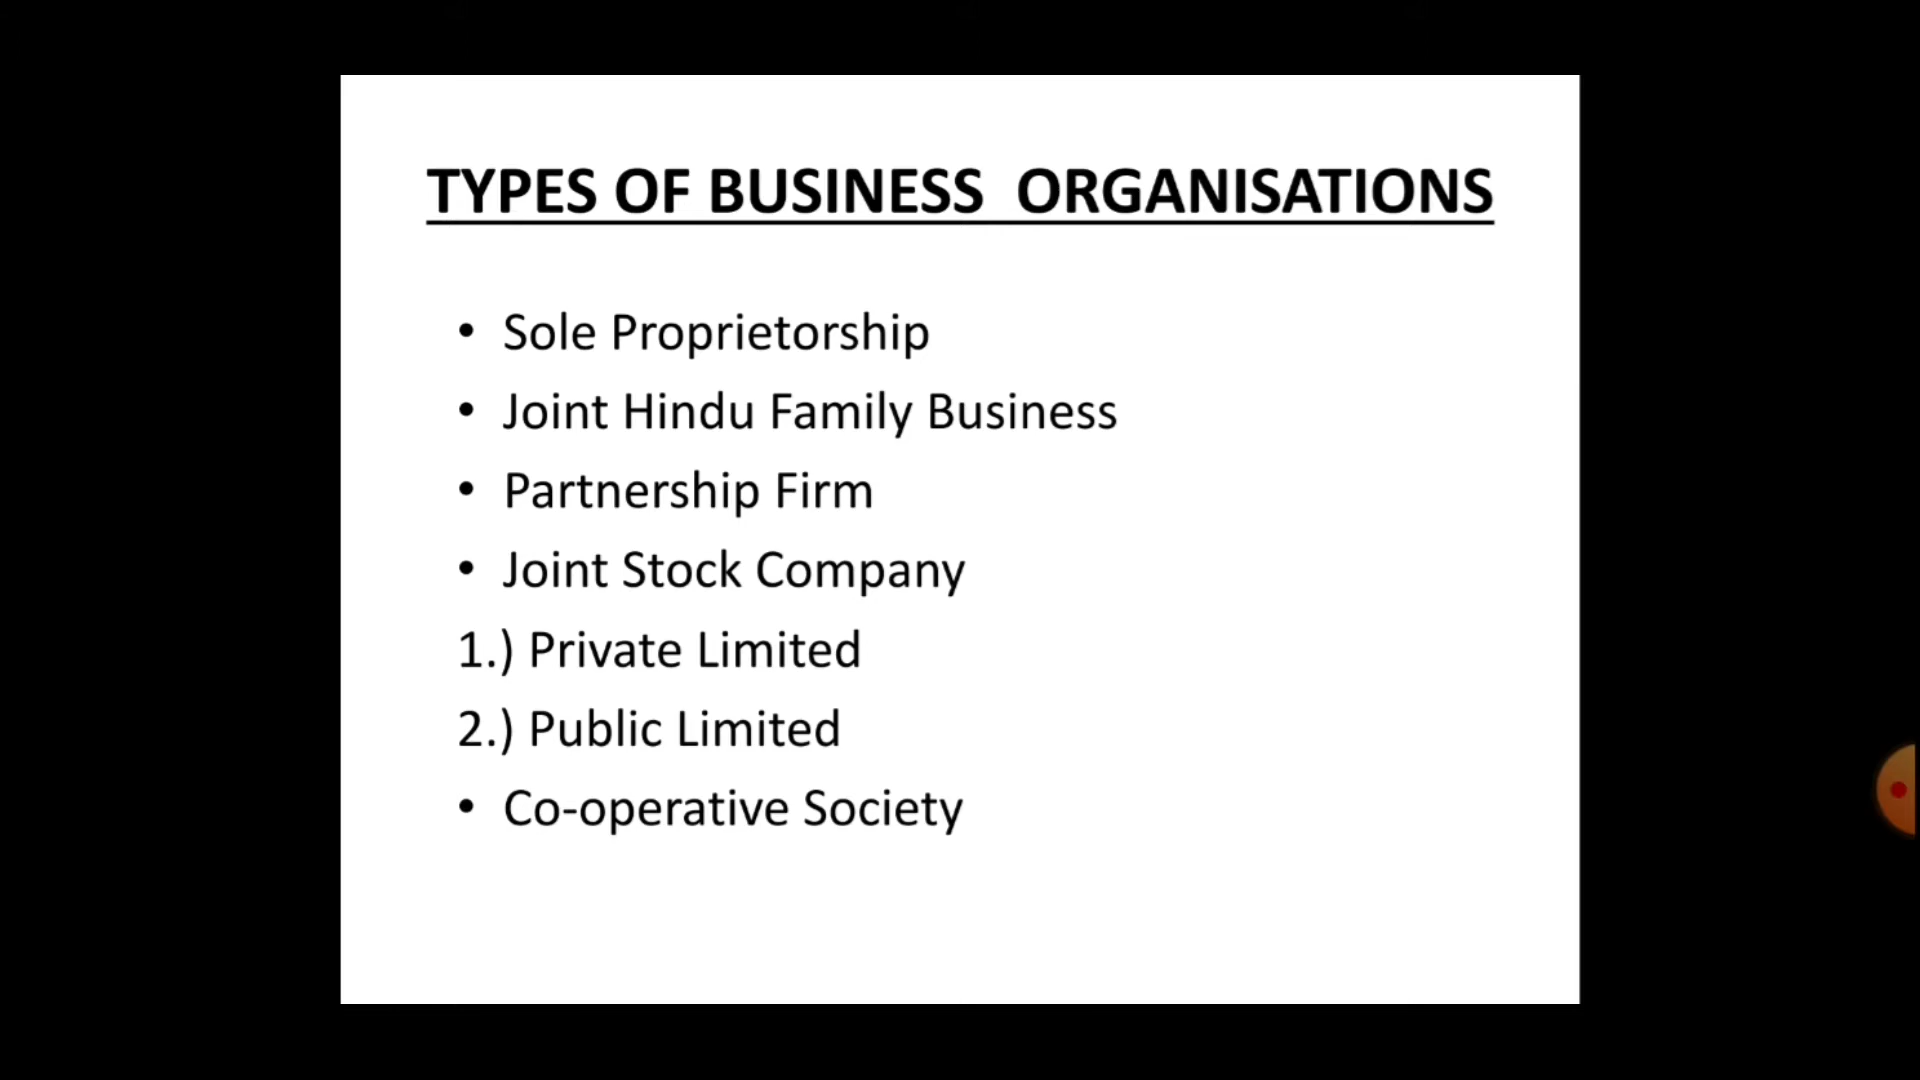 TYPES OF BUSINESS  ORGANISATIONS
• Sole Proprietorship
• Joint Hindu Family Business
• Partnership Firm
• Joint Stock Company
1.) Private Limited
2.) Public Limited
• Co-operative Society